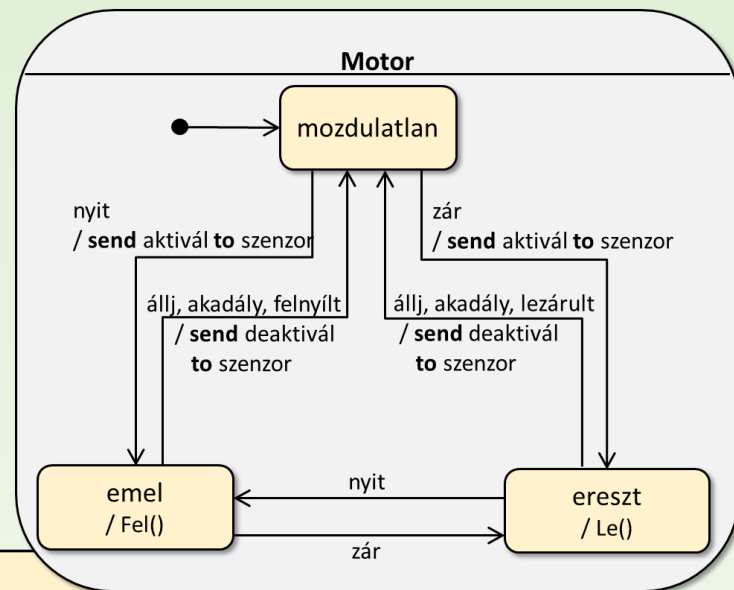 Motor
mozdulatlan
nyit
/ send aktivál to szenzor
zár
/ send aktivál to szenzor
állj, akadály, felnyílt
/ send deaktivál
to szenzor
állj, akadály, lezárult
/ send deaktivál
to szenzor
emel
/ Fel()
nyit
zár
ereszt
/ Le()